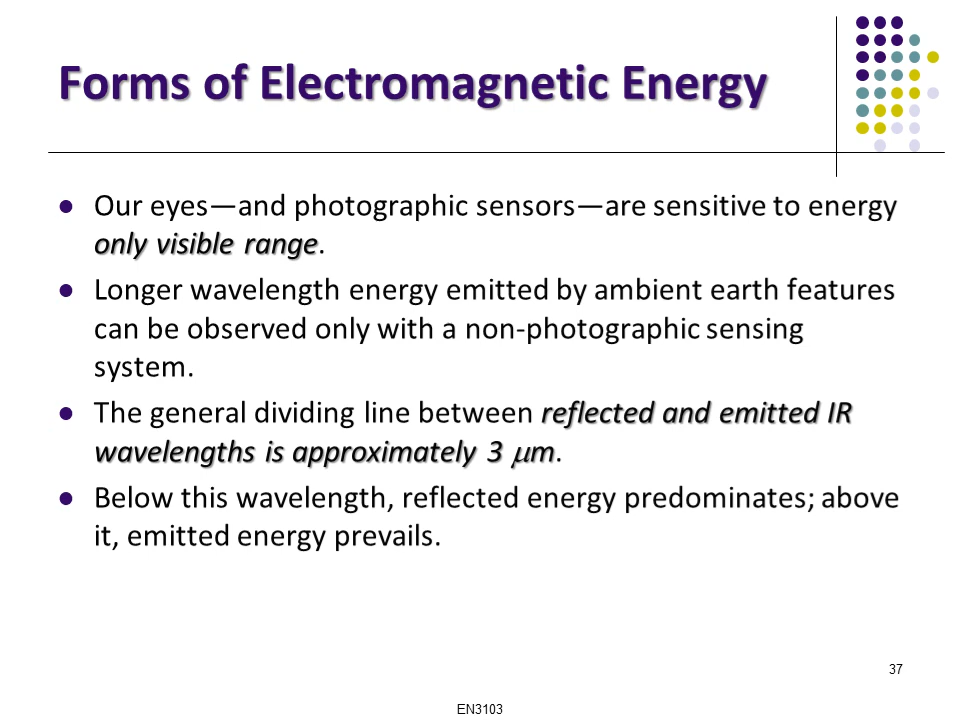 Forms of Electromagnetic Energy
● Our eyes—and photographic sensors—are sensitive to energy
only visible range.
● Longer wavelength energy emitted by ambient earth features
can be observed only with a non-photographic sensing
system.
● The general dividing line between reflected and emitted IR
wavelengths is approximately 3 μm.
● Below this wavelength, reflected energy predominates; above
it, emitted energy prevails.
37
EN3103